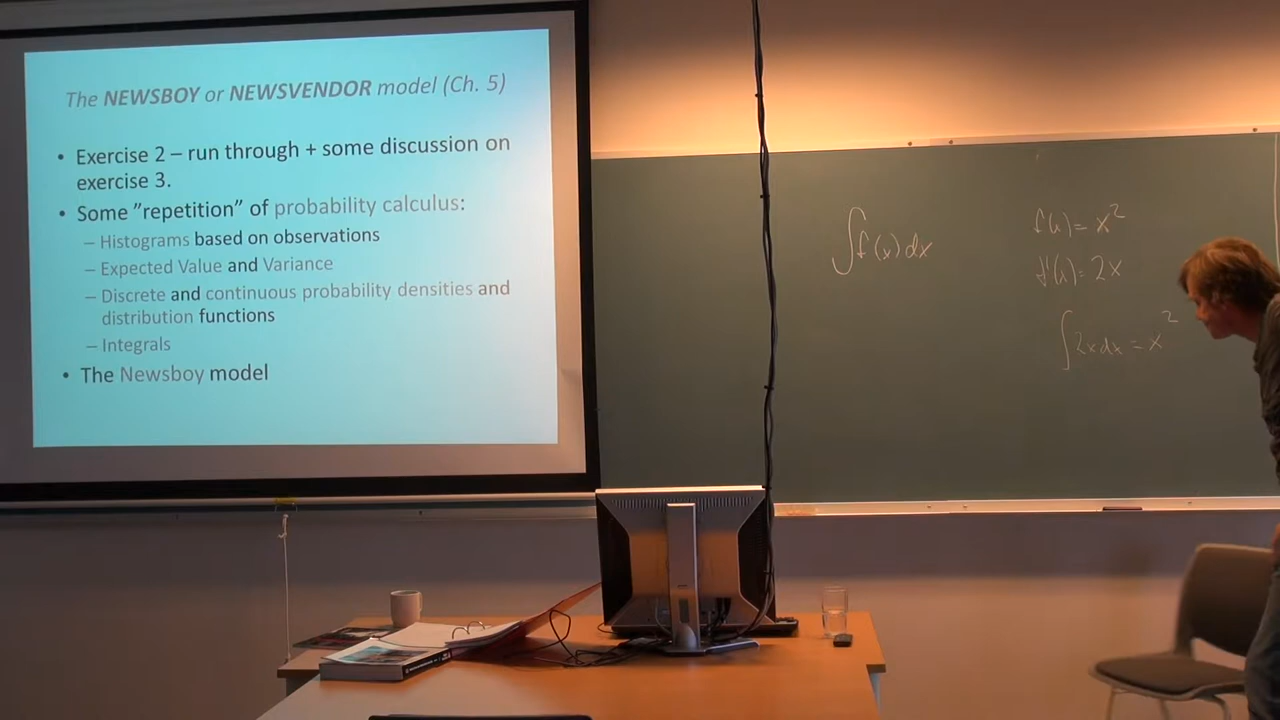 The NEWSBOY or NEWSVENDOR model (Ch. 5)
• Exercise 2 – run through + some discussion on
exercise 3.
• Some ”repetition” of probability calculus:
– Histograms based on observations
– Expected Value and Variance
– Discrete and continuous probability densities and
distribution functions
– Integrals
• The Newsboy model
∫f(x)dx
f(x)=x²
f'(x)=2x
∫2xdx=x²